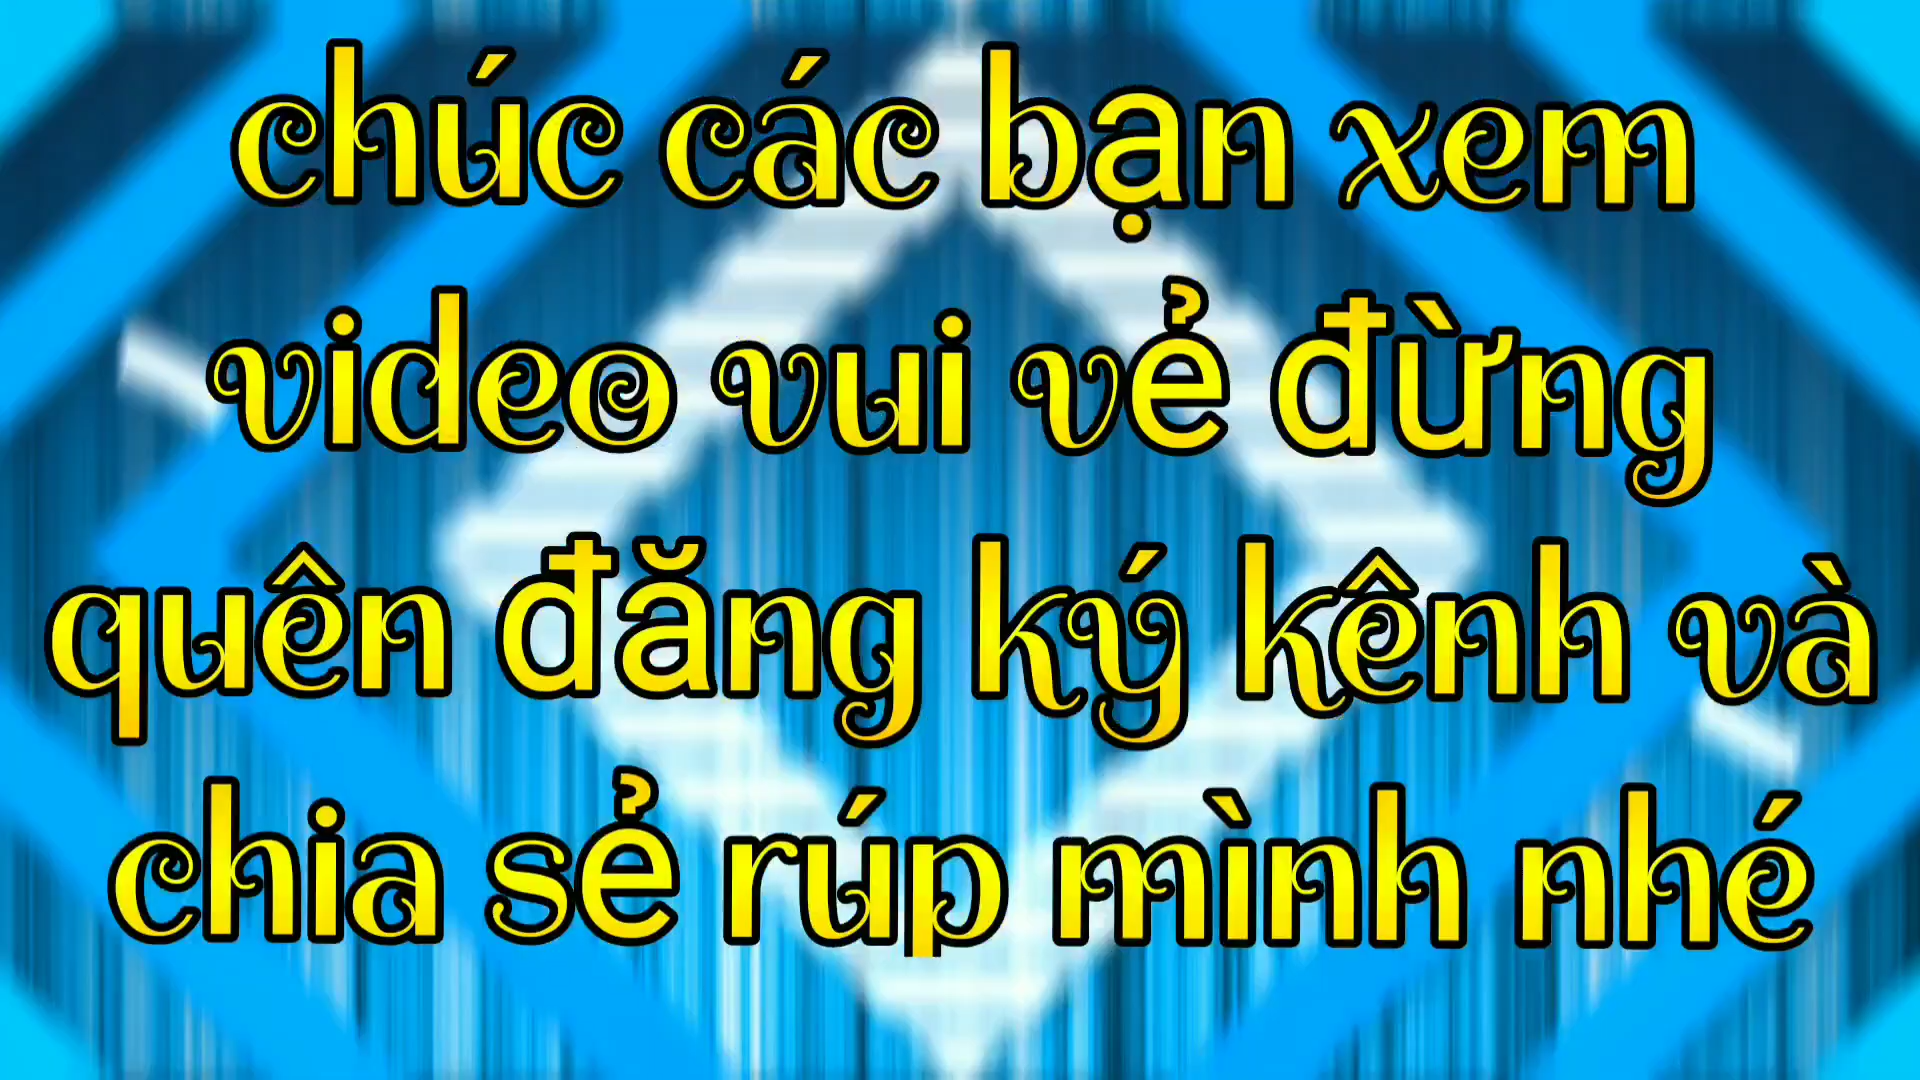 chúc các bạn xem
video vui vẻ đừng
quên đăng ký kênh và
chia sẻ rúp mình nhé